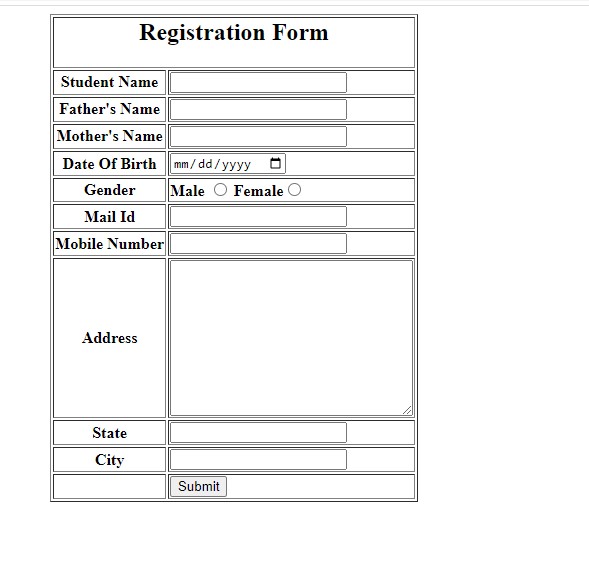 Registration Form
Student Name
Father's Name
Mother's Name
Date Of Birth mm/dd/yyyy
Gender Male Female
Mail Id
Mobile Number
Address
State
City
Submit